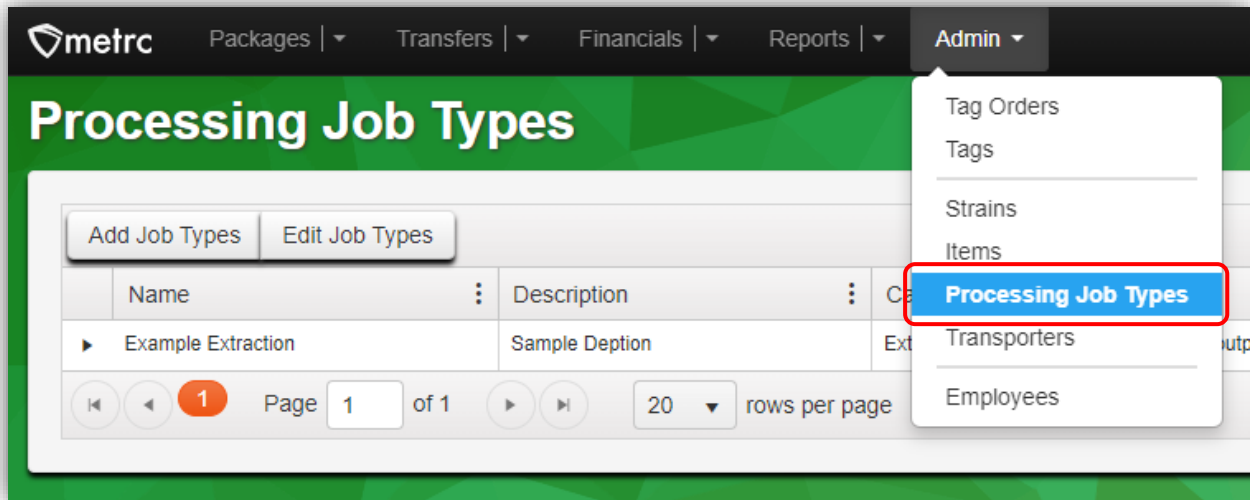 metrc Packages Transfers Financials Reports Admin
Processing Job Types
Tag Orders
Tags
Strains
Items
Processing Job Types
Transporters
Employees
Add Job Types Edit Job Types
Name Description
Example Extraction Sample Deption
1 Page 1 of 1 20 rows per page